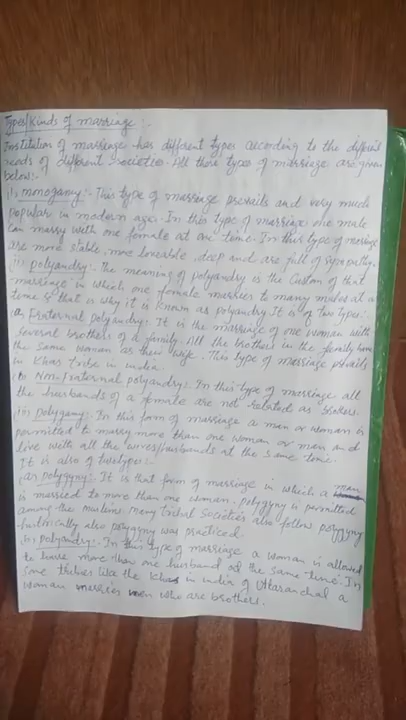 Types/Kinds of marriage :-
Institution of marriage has different types according to the different
needs of different societies. All these types of marriage are given
below:-
(i) monogamy:- This type of marriage prevails and very much
popular in modern age. In this type of marriage one male
can marry with one female at one time. In this type of marriage
are more stable, more loveable, deep and are full of sympathy.
(ii) polyandry:- the meaning of polyandry is the custom of that
marriage in which one female marries to many males at a
time & that is why it is known as polyandry It is of two types:-
(a) Fraternal polyandry:- It is the marriage of one woman with
several brothers of a family. All the brothers in the family have
the same woman as their wife. This type of marriage prevails
in Khas tribe in india.
(b) Non-Fraternal polyandry:- In this type of marriage all
the husbands of a female are not related as brothers.
(iii) polygamy:- In this form of marriage a man or woman is
permitted to marry more than one woman or man and
live with all the wives/husbands at the same time.
It is also of twotypes:-
(a) polygyny:- It is that form of marriage in which a man
is married to more than one woman. polygyny is permitted
among the muslims many tribal societies also follow polygyny
historically also polygyny was practiced.
(b) polyandry:- In this type of marriage a woman is allowed
to have more than one husband at the same time. In
some tribes like the Khas in india of Uttaranchal a
woman marries men who are brothers.